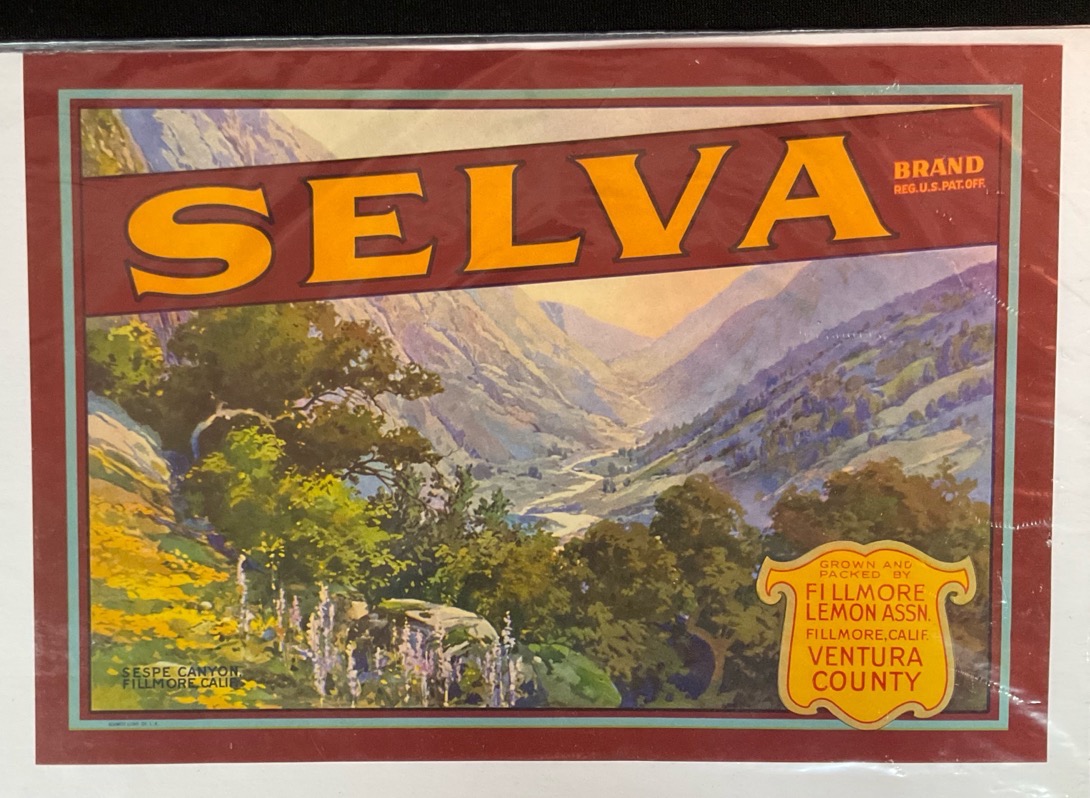 SELVA
BRAND
REG.U.S.PAT.OFF.
GROWN AND
PACKED BY
FILLMORE
LEMON ASSN.
FILLMORE, CALIF.
VENTURA
COUNTY
SESPE CANYON,
FILLMORE, CALIF.